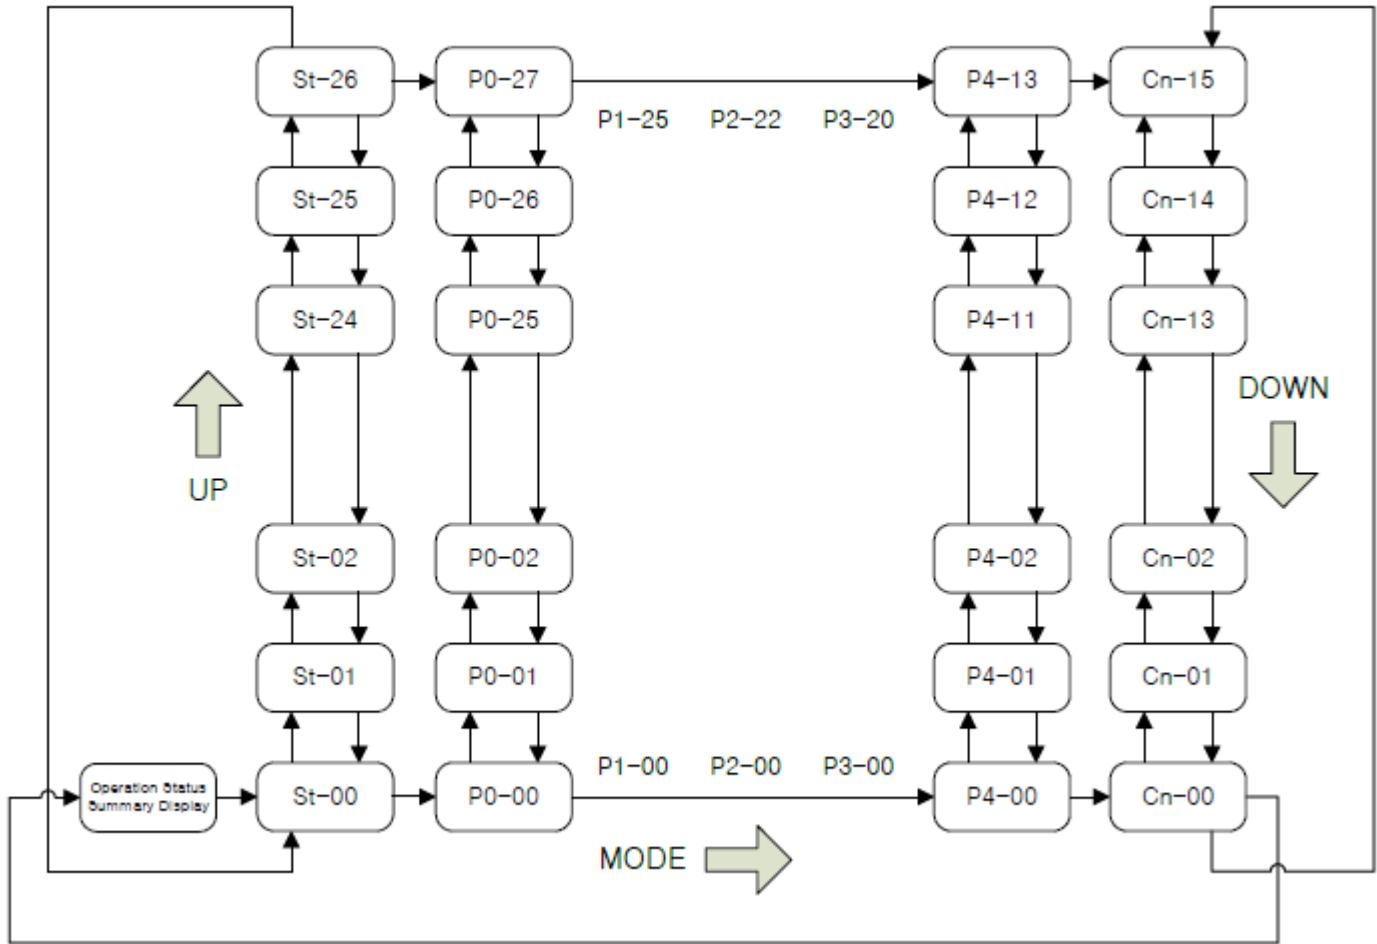 St-26 P0-27 P4-13 Cn-15
P1-25 P2-22 P3-20
St-25 P0-26 P4-12 Cn-14
St-24 P0-25 P4-11 Cn-13
DOWN
UP
St-02 P0-02 P4-02 Cn-02
St-01 P0-01 P4-01 Cn-01
P1-00 P2-00 P3-00
Operation Status
Summary Display
St-00 P0-00 P4-00 Cn-00
MODE